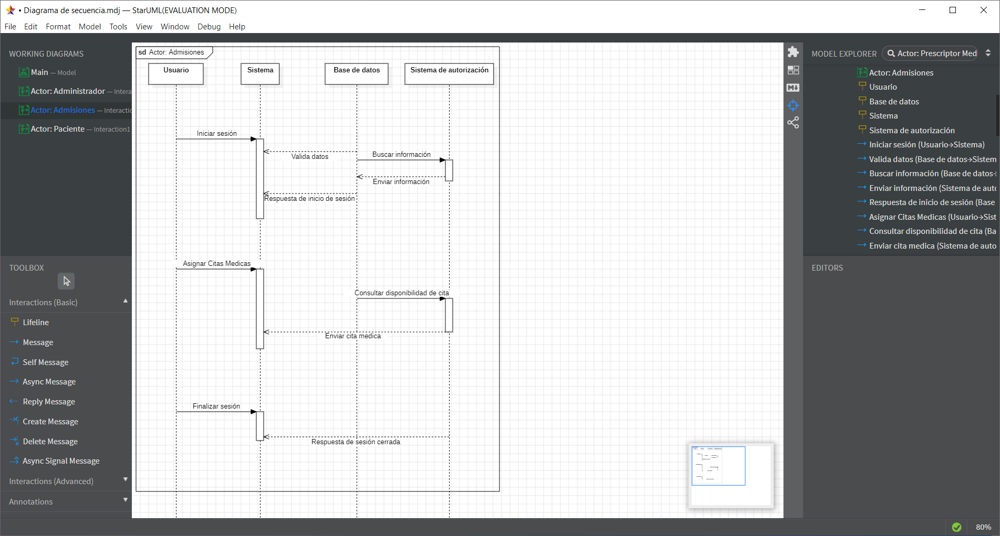 • Diagrama de secuencia.mdj — StarUML(EVALUATION MODE)
File Edit Format Model Tools View Window Debug Help
WORKING DIAGRAMS
Main — Model
Actor: Administrador — Intera
Actor: Admisiones — Interactio
Actor: Paciente — Interaction1
TOOLBOX
Interactions (Basic)
Lifeline
Message
Self Message
Async Message
Reply Message
Create Message
Delete Message
Async Signal Message
Interactions (Advanced)
Annotations
sd Actor: Admisiones
Usuario
Sistema
Base de datos
Sistema de autorización
Iniciar sesión
Valida datos
Buscar información
Enviar información
Respuesta de inicio de sesión
Asignar Citas Medicas
Consultar disponibilidad de cita
Enviar cita medica
Finalizar sesión
Respuesta de sesión cerrada
M
MODEL EXPLORER
Actor: Prescriptor Med
Actor: Admisiones
Usuario
Base de datos
Sistema
Sistema de autorización
Iniciar sesión (Usuario→Sistema)
Valida datos (Base de datos→Sistem
Buscar información (Base de datos→
Enviar información (Sistema de auto
Respuesta de inicio de sesión (Base
Asignar Citas Medicas (Usuario→Sist
Consultar disponibilidad de cita (Ba
Enviar cita medica (Sistema de auto
EDITORS
80%